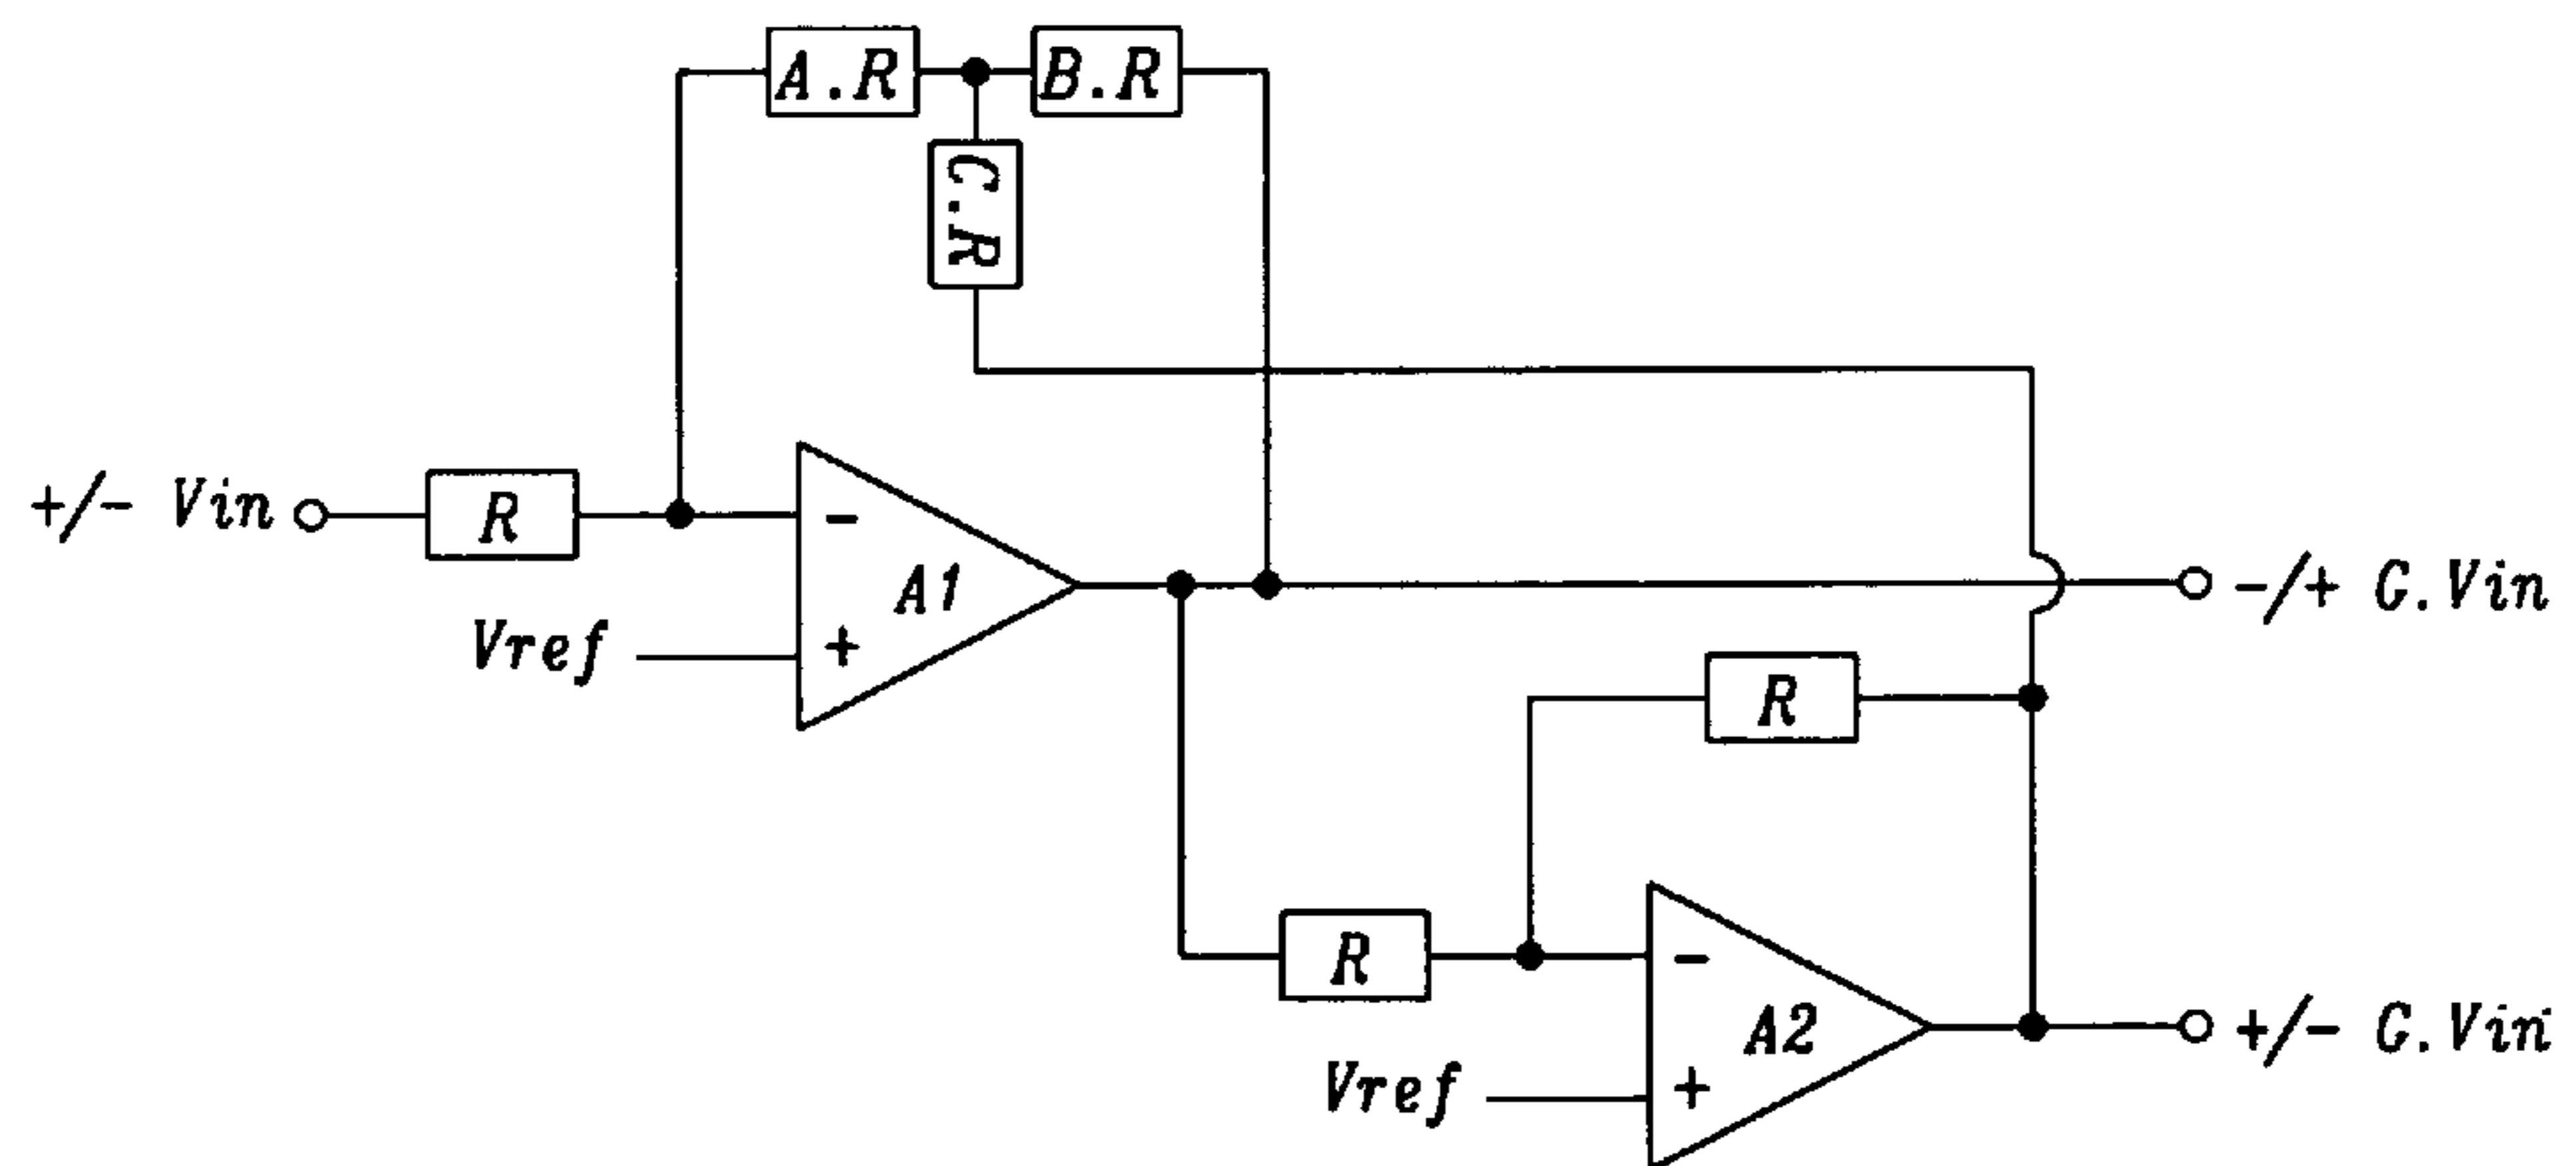 A.R
B.R
C.R
+/- Vin
R
-
A1
+
Vref
-/+ G.Vin
R
R
-
A2
+
Vref
+/- G.Vin